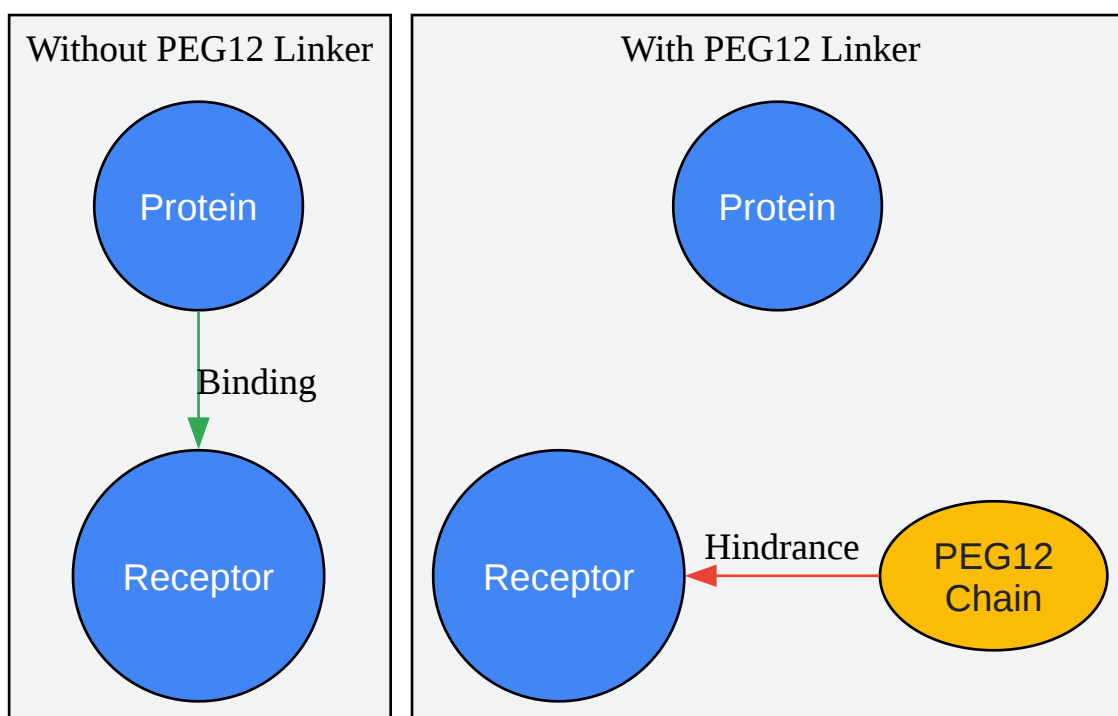 Without PEG12 Linker
Protein
Binding
Receptor
With PEG12 Linker
Protein
Receptor
Hindrance
PEG12
Chain